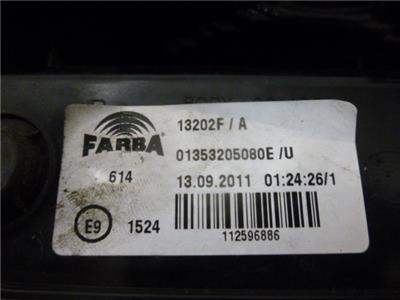 13202F / A
FARBA
01353205080E /U
614
13.09.2011 01:24:26/1
E9
1524
112596886